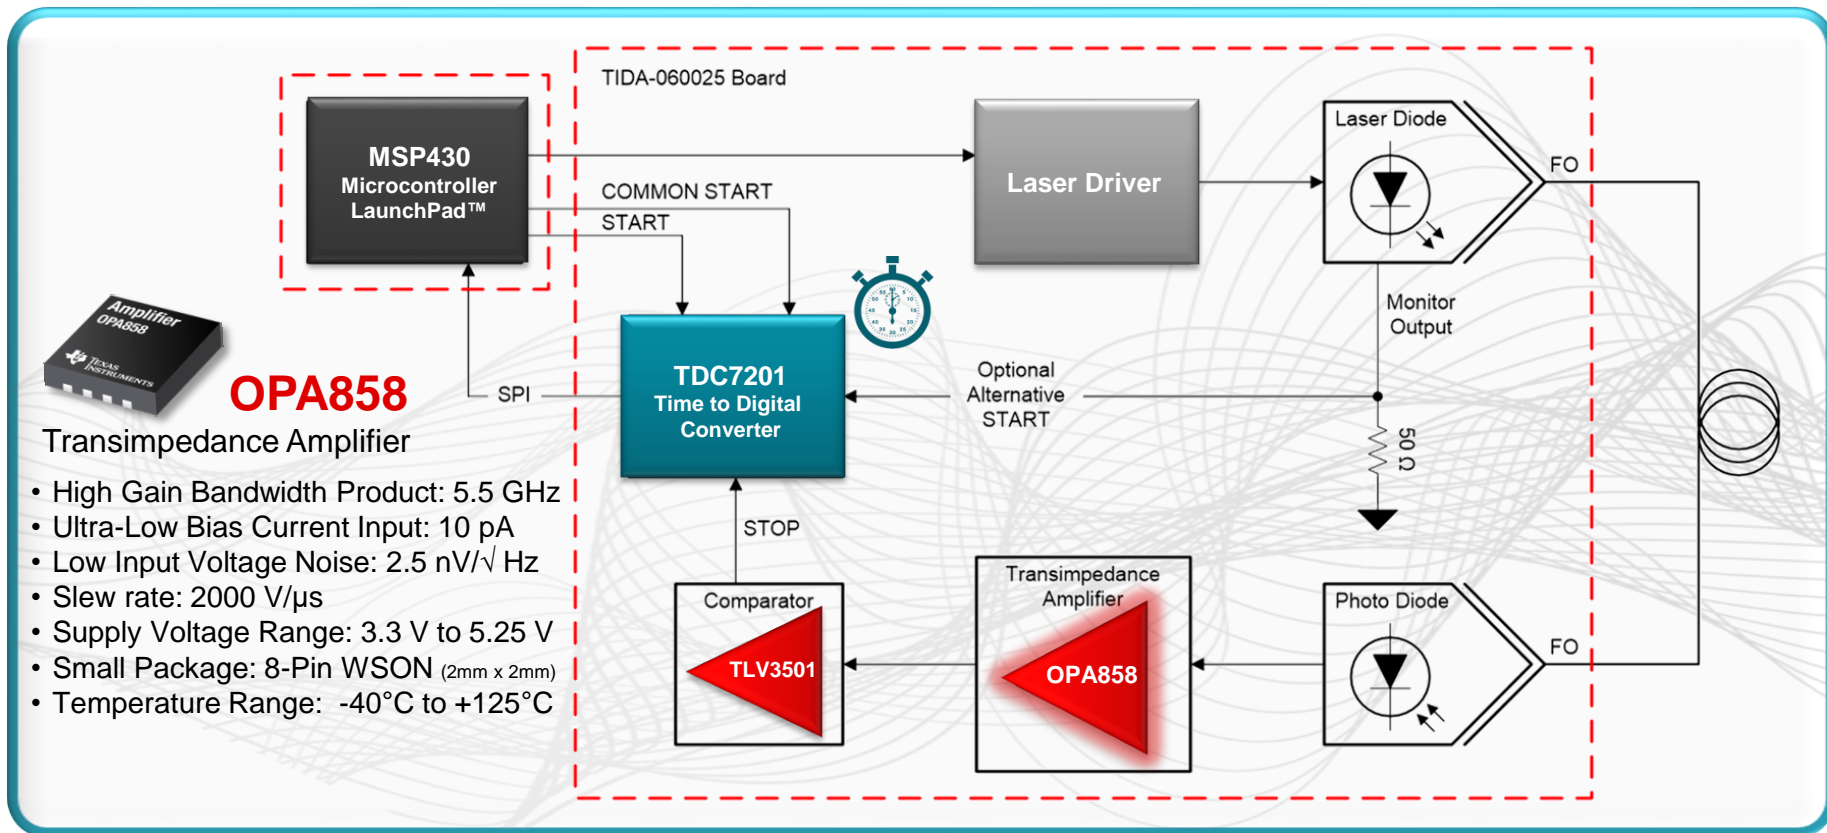 TIDA-060025 Board
MSP430
Microcontroller
LaunchPad™
COMMON START
START
Laser Driver
Laser Diode
FO
Monitor
Output
Amplifier
OPA858
TEXAS
INSTRUMENTS
OPA858
Transimpedance Amplifier
• High Gain Bandwidth Product: 5.5 GHz
• Ultra-Low Bias Current Input: 10 pA
• Low Input Voltage Noise: 2.5 nV/√ Hz
• Slew rate: 2000 V/µs
• Supply Voltage Range: 3.3 V to 5.25 V
• Small Package: 8-Pin WSON (2mm x 2mm)
• Temperature Range: -40°C to +125°C
SPI
TDC7201
Time to Digital
Converter
Optional
Alternative
START
50 Ω
STOP
Comparator
TLV3501
Transimpedance
Amplifier
OPA858
Photo Diode
FO